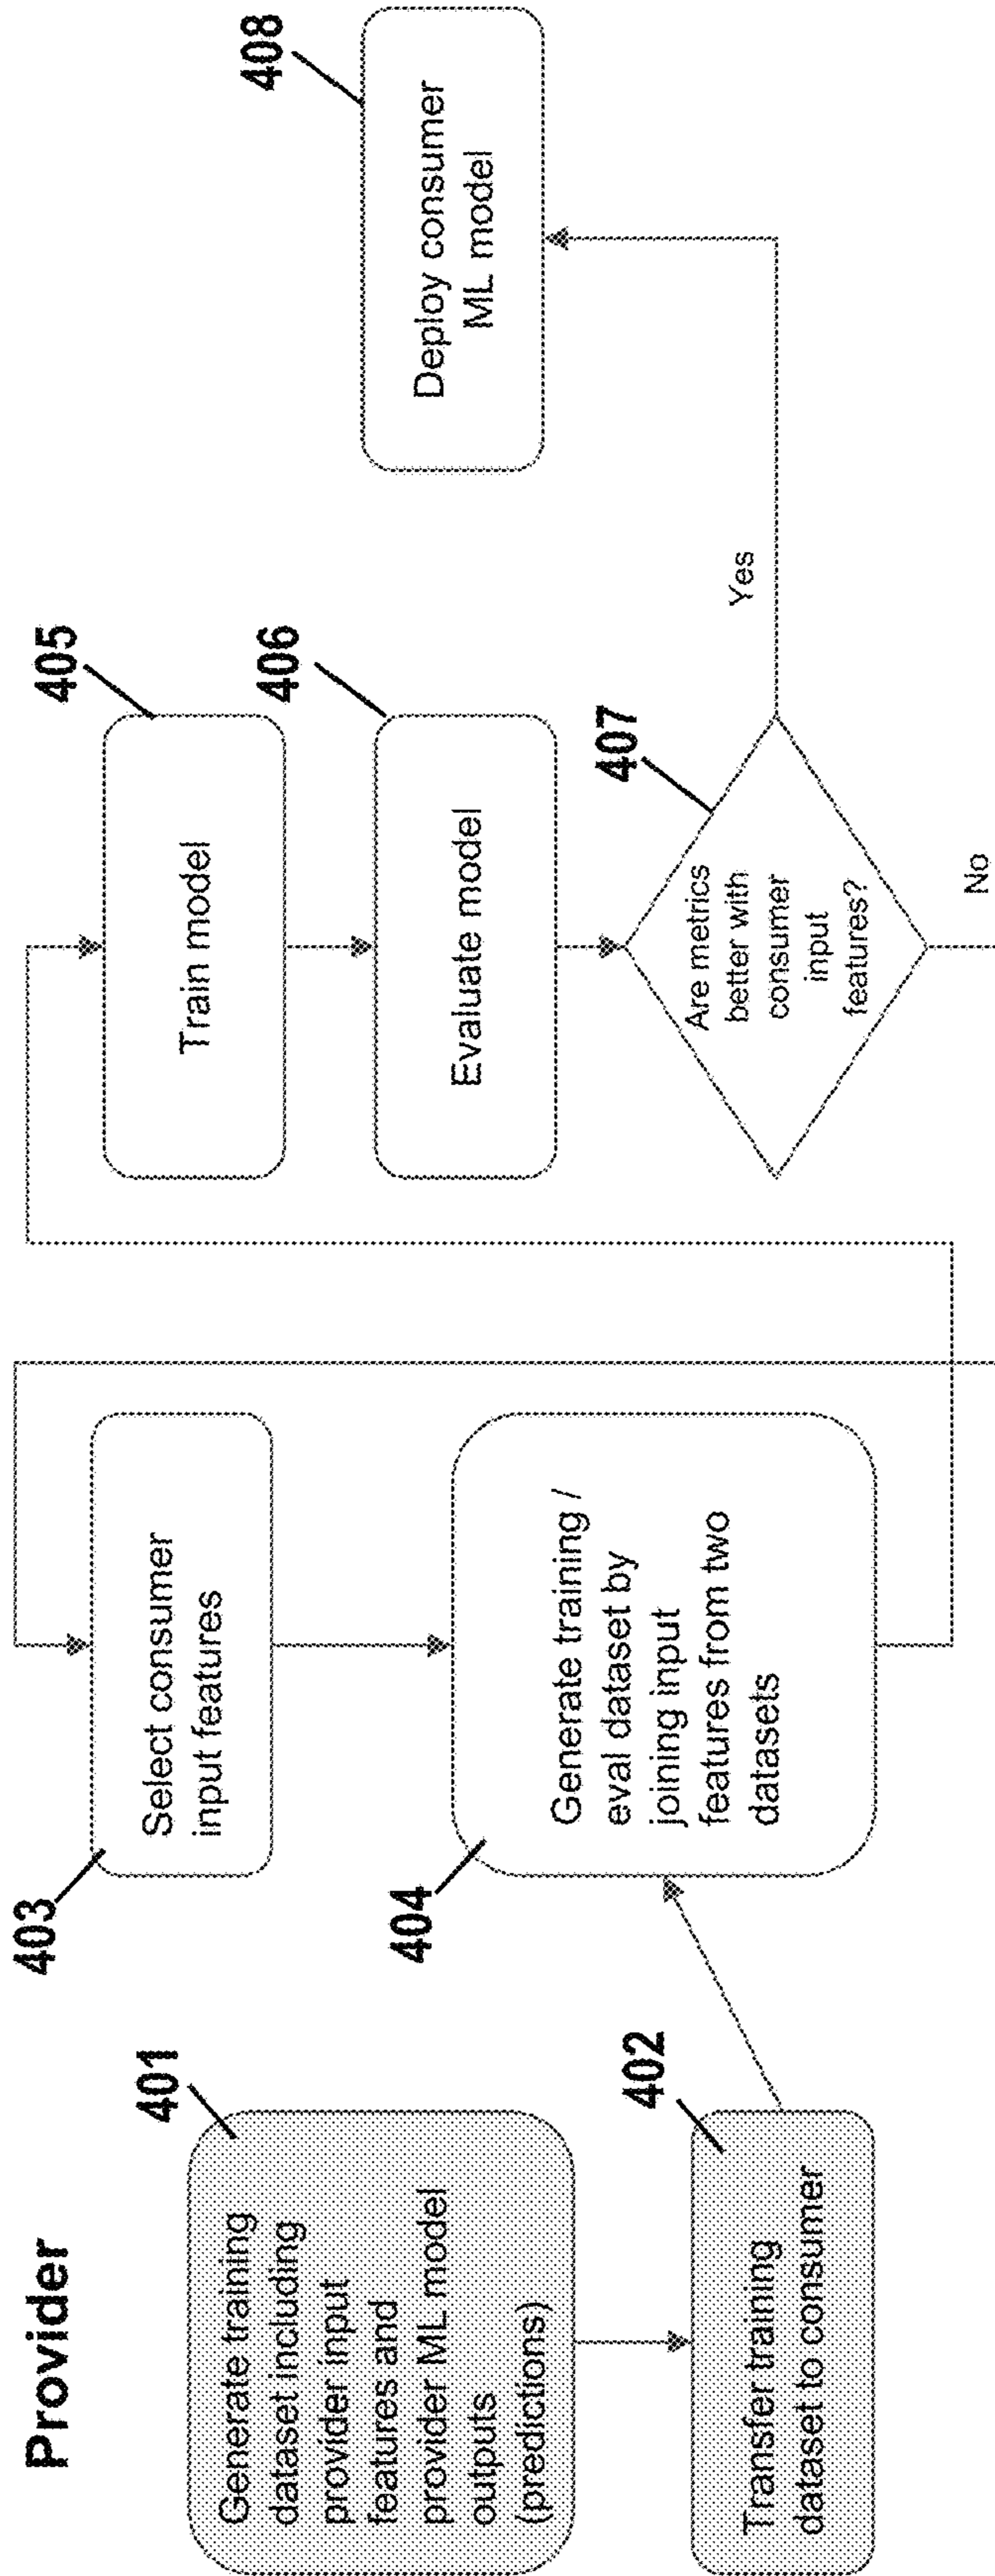 Provider
401
Generate training
dataset including
provider input
features and
provider ML model
outputs
(predictions)
402
Transfer training
dataset to consumer
403
Select consumer
input features
404
Generate training /
eval dataset by
joining input
features from two
datasets
405
Train model
406
Evaluate model
407
Are metrics
better with
consumer
input
features?
Yes
No
408
Deploy consumer
ML model